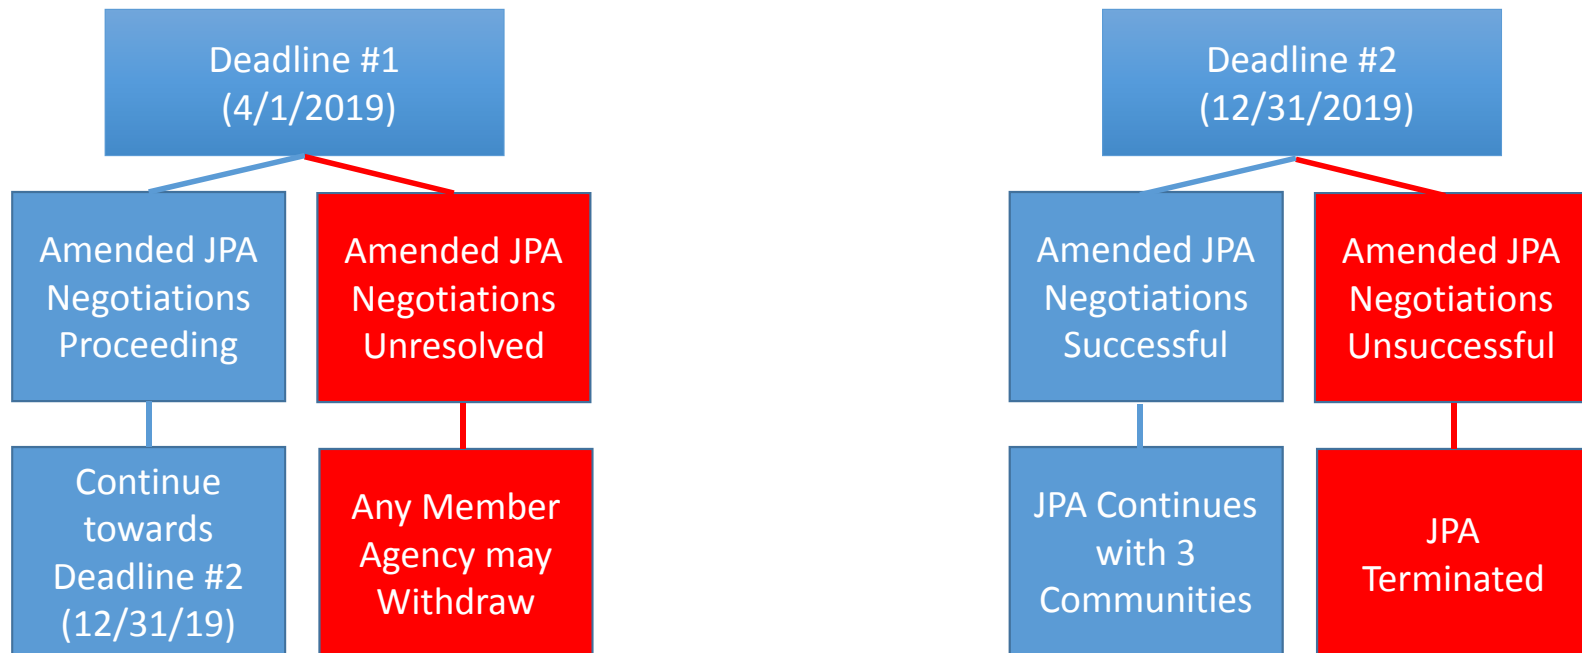 Deadline #1
(4/1/2019)
Amended JPA
Negotiations
Proceeding
Amended JPA
Negotiations
Unresolved
Continue
towards
Deadline #2
(12/31/19)
Any Member
Agency may
Withdraw
Deadline #2
(12/31/2019)
Amended JPA
Negotiations
Successful
Amended JPA
Negotiations
Unsuccessful
JPA Continues
with 3
Communities
JPA
Terminated